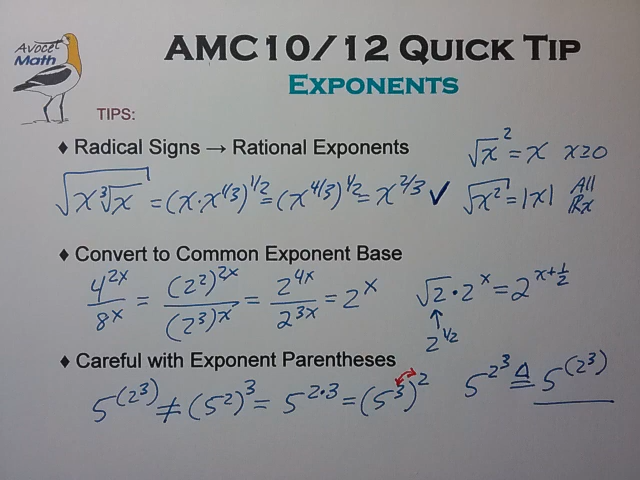 Avocet
Math
AMC10/12 QUICK TIP
EXPONENTS
TIPS:
♦ Radical Signs → Rational Exponents
√x² = x x≥0
√(x∛x) = (x·x^(1/3))^(1/2) = (x^(4/3))^(1/2) = x^(2/3) ✓
√(x²) = |x| All Rx
♦ Convert to Common Exponent Base
4^(2x)/8^x = (2²)^(2x)/(2³)^x = 2^(4x)/2^(3x) = 2^x
√2 · 2^x = 2^(x+1/2)
↑
2^(1/2)
♦ Careful with Exponent Parentheses
5^(2³) ≠ (5²)³ = 5^(2·3) = (5³)²
5^2^3 ≜ 5^(2³)